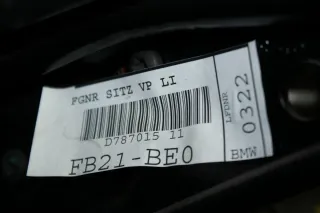 FGNR SITZ VP LI
D787015 11
FB21-BE0
LFDNR
0322
BMW